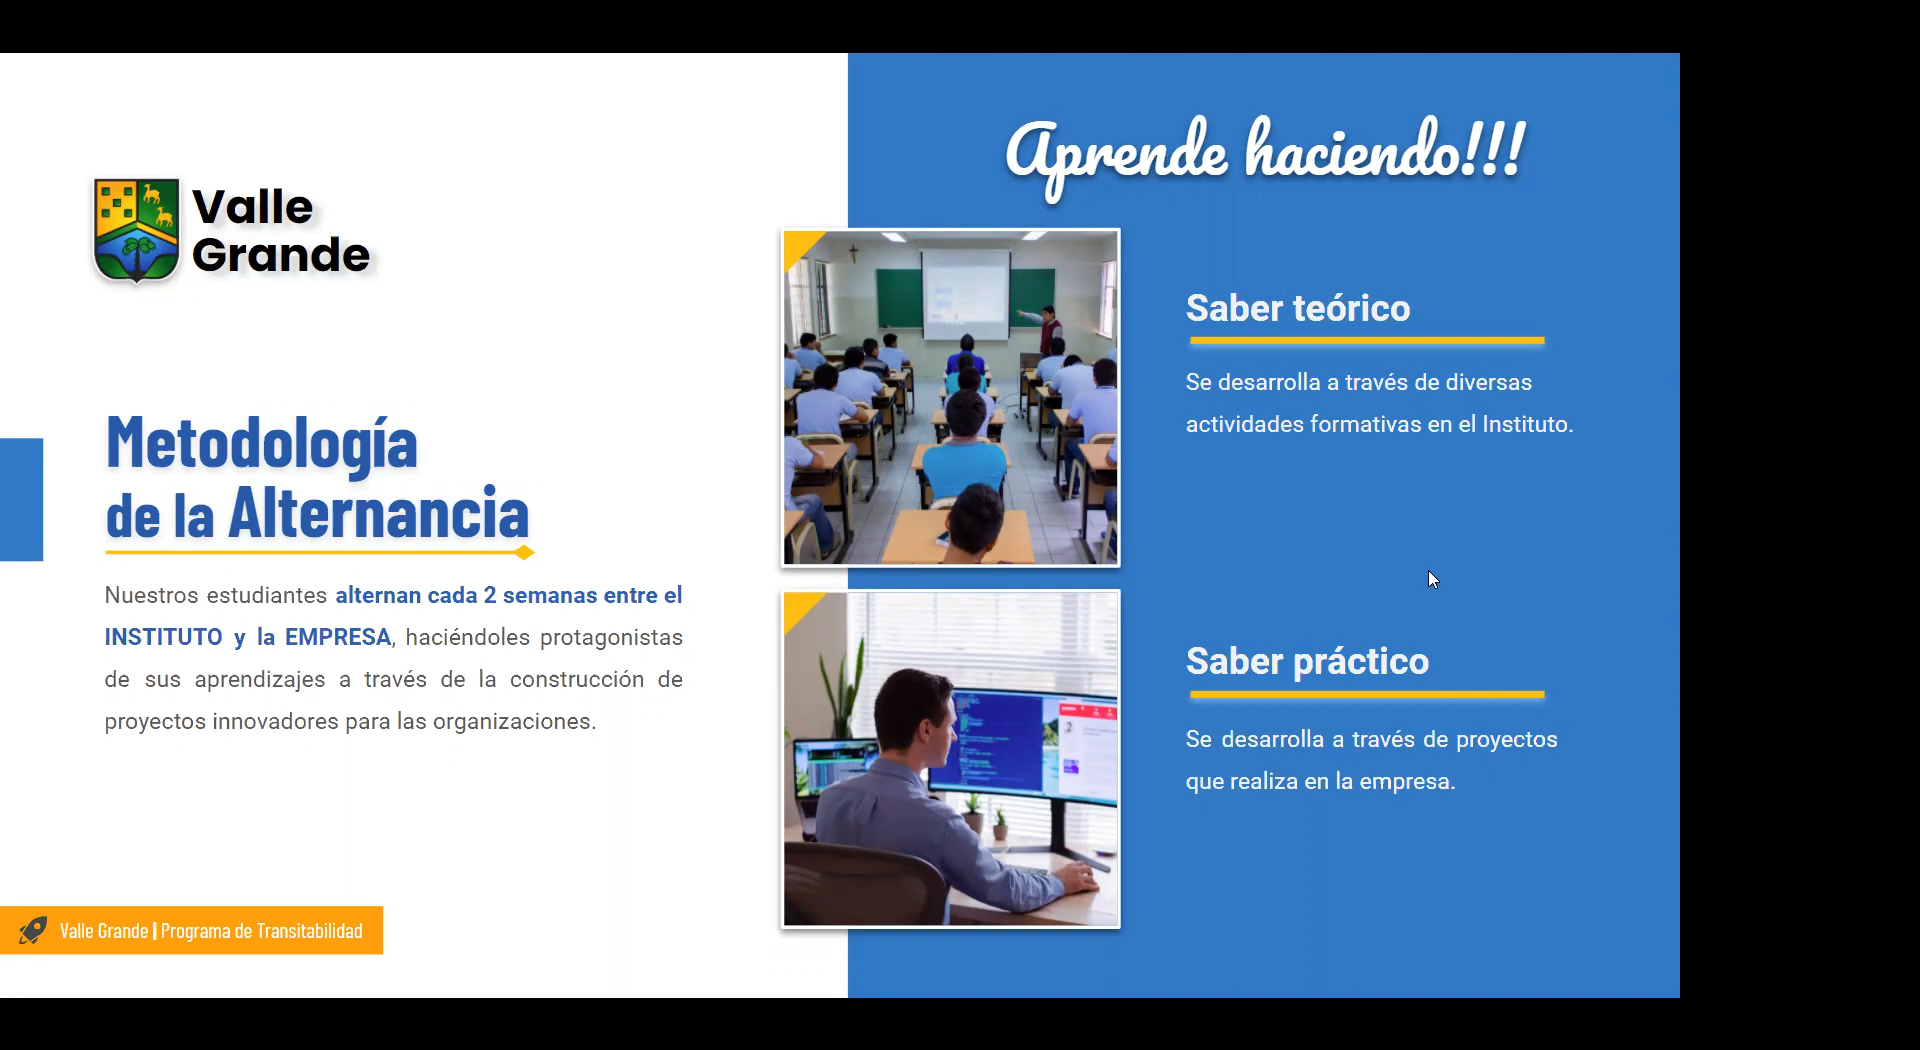 Valle
Grande
Metodología
de la Alternancia
Nuestros estudiantes alternan cada 2 semanas entre el
INSTITUTO y la EMPRESA, haciéndoles protagonistas
de sus aprendizajes a través de la construcción de
proyectos innovadores para las organizaciones.
Valle Grande | Programa de Transitabilidad
Aprende haciendo!!!
Saber teórico
Se desarrolla a través de diversas
actividades formativas en el Instituto.
Saber práctico
Se desarrolla a través de proyectos
que realiza en la empresa.